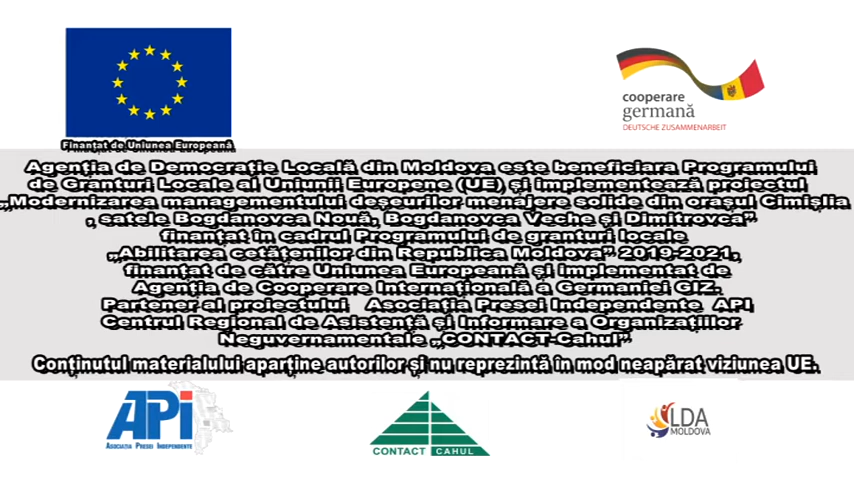 Finanțat de Uniunea Europeană
cooperare
germană
DEUTSCHE ZUSAMMENARBEIT
Agenția de Democrație Locală din Moldova este beneficiara Programului
de Granturi Locale al Uniunii Europene (UE) și implementează proiectul
„Modernizarea managementului deșeurilor menajere solide din orașul Cimișlia
, satele Bogdanovca Nouă, Bogdanovca Veche și Dimitrovca”
finanțat în cadrul Programului de granturi locale
„Abilitarea cetățenilor din Republica Moldova” 2019-2021,
finanțat de către Uniunea Europeană și implementat de
Agenția de Cooperare Internațională a Germaniei GIZ.
Partener al proiectului Asociația Presei Independente API
Centrul Regional de Asistență și Informare a Organizațiilor
Neguvernamentale „CONTACT-Cahul”
Conținutul materialului aparține autorilor și nu reprezintă în mod neapărat viziunea UE.
APi
ASOCIAȚIA PRESEI INDEPENDENTE
CONTACT CAHUL
LDA
MOLDOVA